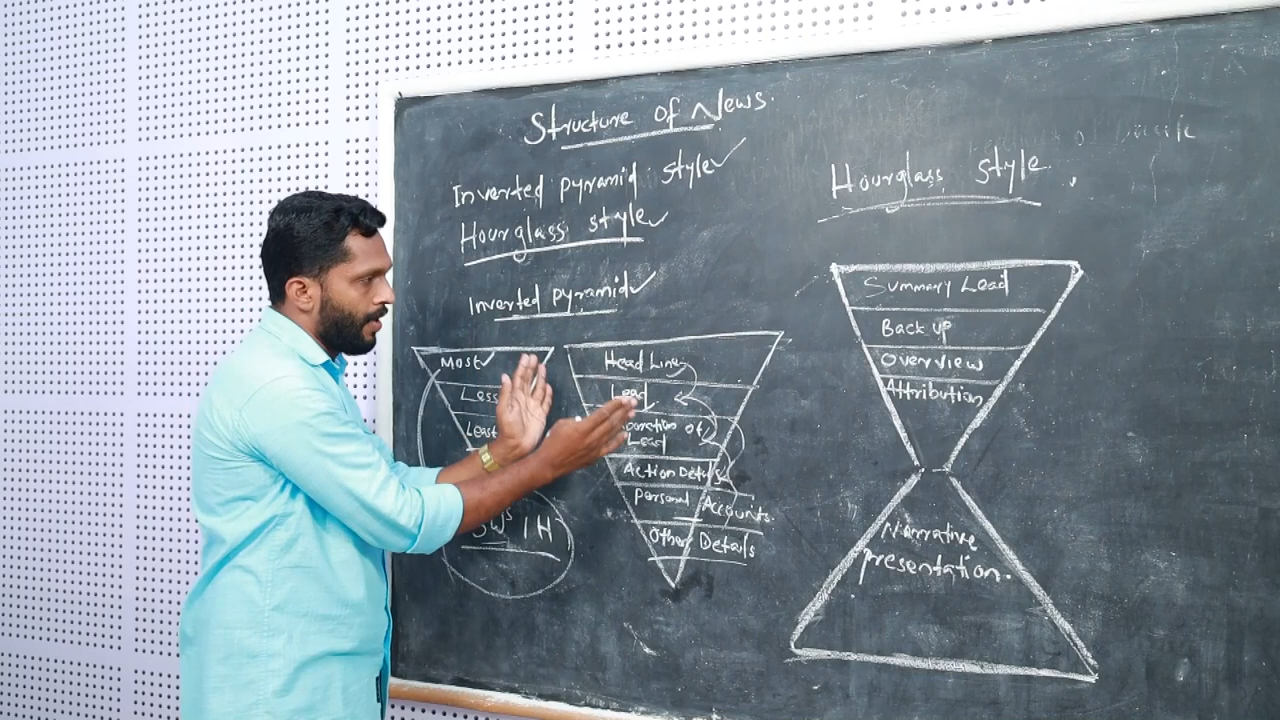 Structure of News.
Inverted pyramid style
Hourglass style
Inverted pyramid
Most
Less
Least
5W's 1H
Head Line
Lead
of
Lead
Action Details
Personal Accounts.
Other Details
Hourglass style.
Summary Lead
Back up
Overview
Attribution
Narrative
presentation.